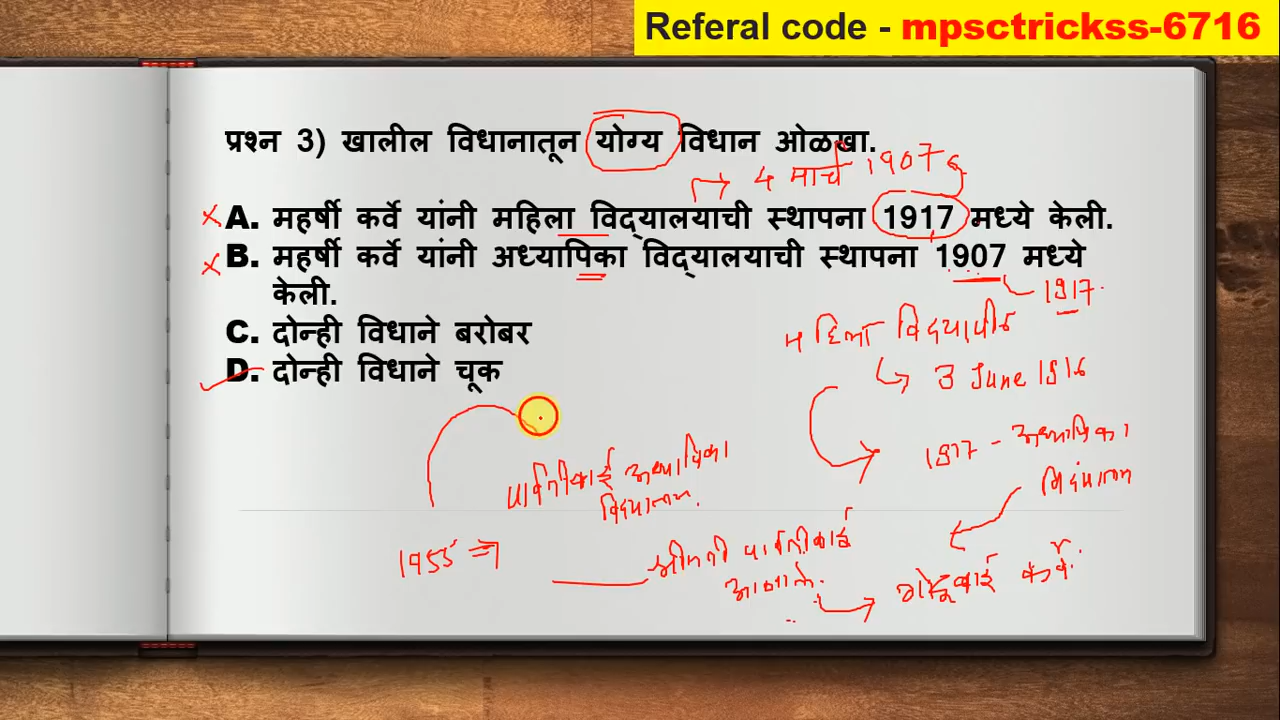 Referal code - mpsctrickss-6716
प्रश्न 3) खालील विधानातून योग्य विधान ओळखा.
4 मार्च 1907
A. महर्षी कर्वे यांनी महिला विद्यालयाची स्थापना 1917 मध्ये केली.
B. महर्षी कर्वे यांनी अध्यापिका विद्यालयाची स्थापना 1907 मध्ये
केली.
1917.
C. दोन्ही विधाने बरोबर
महिला विद्यापीठ
D. दोन्ही विधाने चूक
3 June 1916
1917 - अध्यापिका
पार्वतीबाई अध्यापिका
विद्यालय.
1955
श्रीमती पार्वतीबाई
आठवले.
कर्वे.